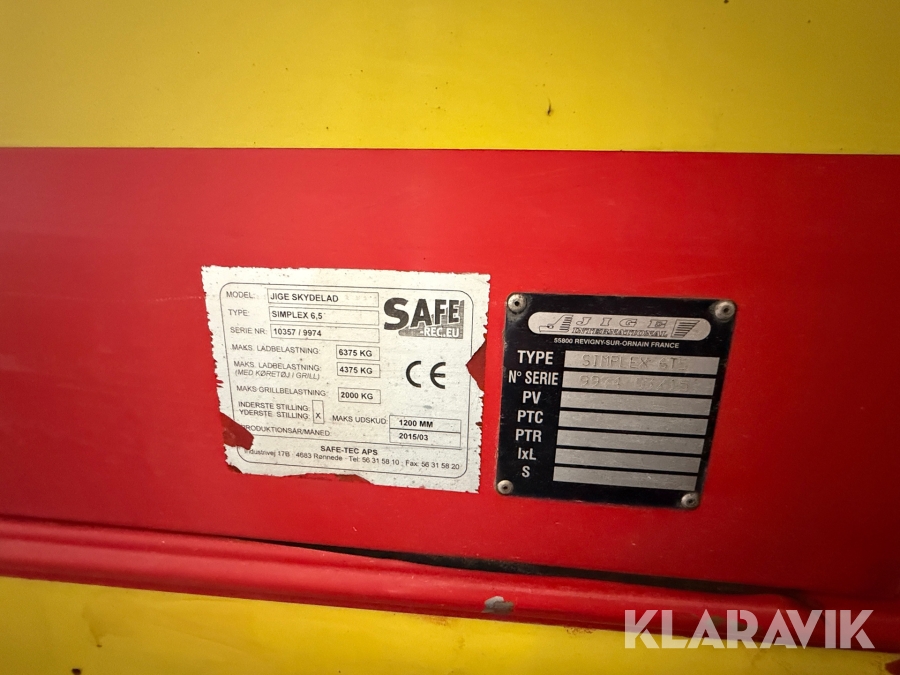 MODEL: JIGE SKYDELAD
TYPE: SIMPLEX 6,5
SERIE NR: 10357 / 9974
SAFE
-REC.EU
MAKS. LADBELASTNING: 6375 KG
MAKS. LADBELASTNING: 4375 KG
(MED KØRETØJ / GRILL)
MAKS GRILLBELASTNING: 2000 KG
CE
INDERSTE STILLING:
YDERSTE STILLING: X MAKS UDSKUD: 1200 MM
PRODUKTIONSÅR/MÅNED: 2015/03
SAFE-TEC APS
Industrivej 17B · 4683 Rønnede · Tel: 56 31 58 10 · Fax: 56 31 58 20
JIGE
INTERNATIONAL
55800 REVIGNY-SUR-ORNAIN FRANCE
TYPE SIMPLEX
N° SERIE
PV
PTC
PTR
IxL
S
KLARAVIK